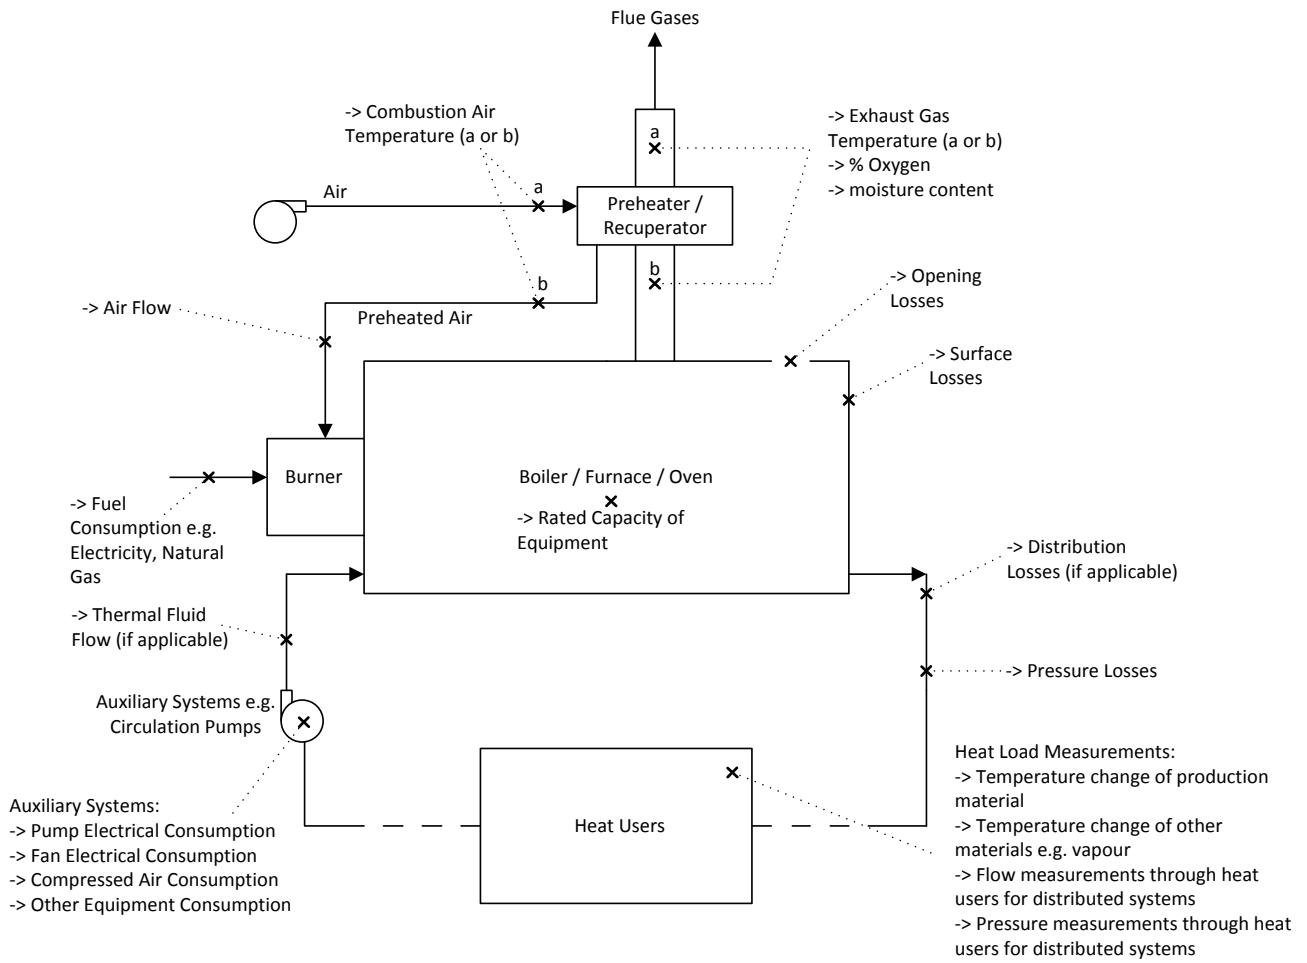 Flue Gases
-> Combustion Air
Temperature (a or b)
a
-> Exhaust Gas
Temperature (a or b)
-> % Oxygen
-> moisture content
Air
a
Preheater /
Recuperator
b
b
-> Opening
Losses
-> Air Flow
Preheated Air
-> Surface
Losses
Burner
Boiler / Furnace / Oven
-> Rated Capacity of
Equipment
-> Fuel
Consumption e.g.
Electricity, Natural
Gas
-> Distribution
Losses (if applicable)
-> Thermal Fluid
Flow (if applicable)
-> Pressure Losses
Auxiliary Systems e.g.
Circulation Pumps
Heat Load Measurements:
-> Temperature change of production
material
-> Temperature change of other
materials e.g. vapour
-> Flow measurements through heat
users for distributed systems
-> Pressure measurements through heat
users for distributed systems
Auxiliary Systems:
-> Pump Electrical Consumption
-> Fan Electrical Consumption
-> Compressed Air Consumption
-> Other Equipment Consumption
Heat Users